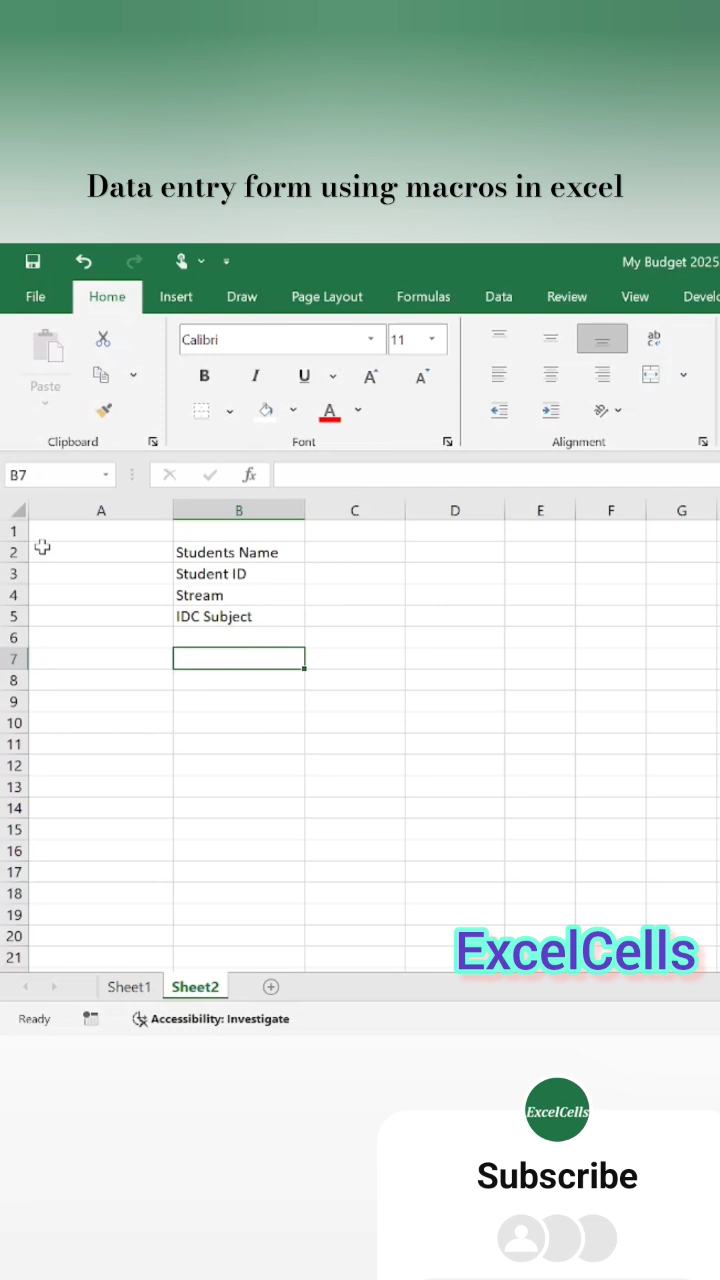 Data entry form using macros in excel
My Budget 2025
File Home Insert Draw Page Layout Formulas Data Review View Develo
Calibri 11
ab
Paste B I U A A
A
Clipboard Font Alignment
B7 fx
A B C D E F G
1
2 Students Name
3 Student ID
4 Stream
5 IDC Subject
6
7
8
9
10
11
12
13
14
15
16
17
18
19
20
21
ExcelCells
Sheet1 Sheet2
Ready Accessibility: Investigate
ExcelCells
Subscribe